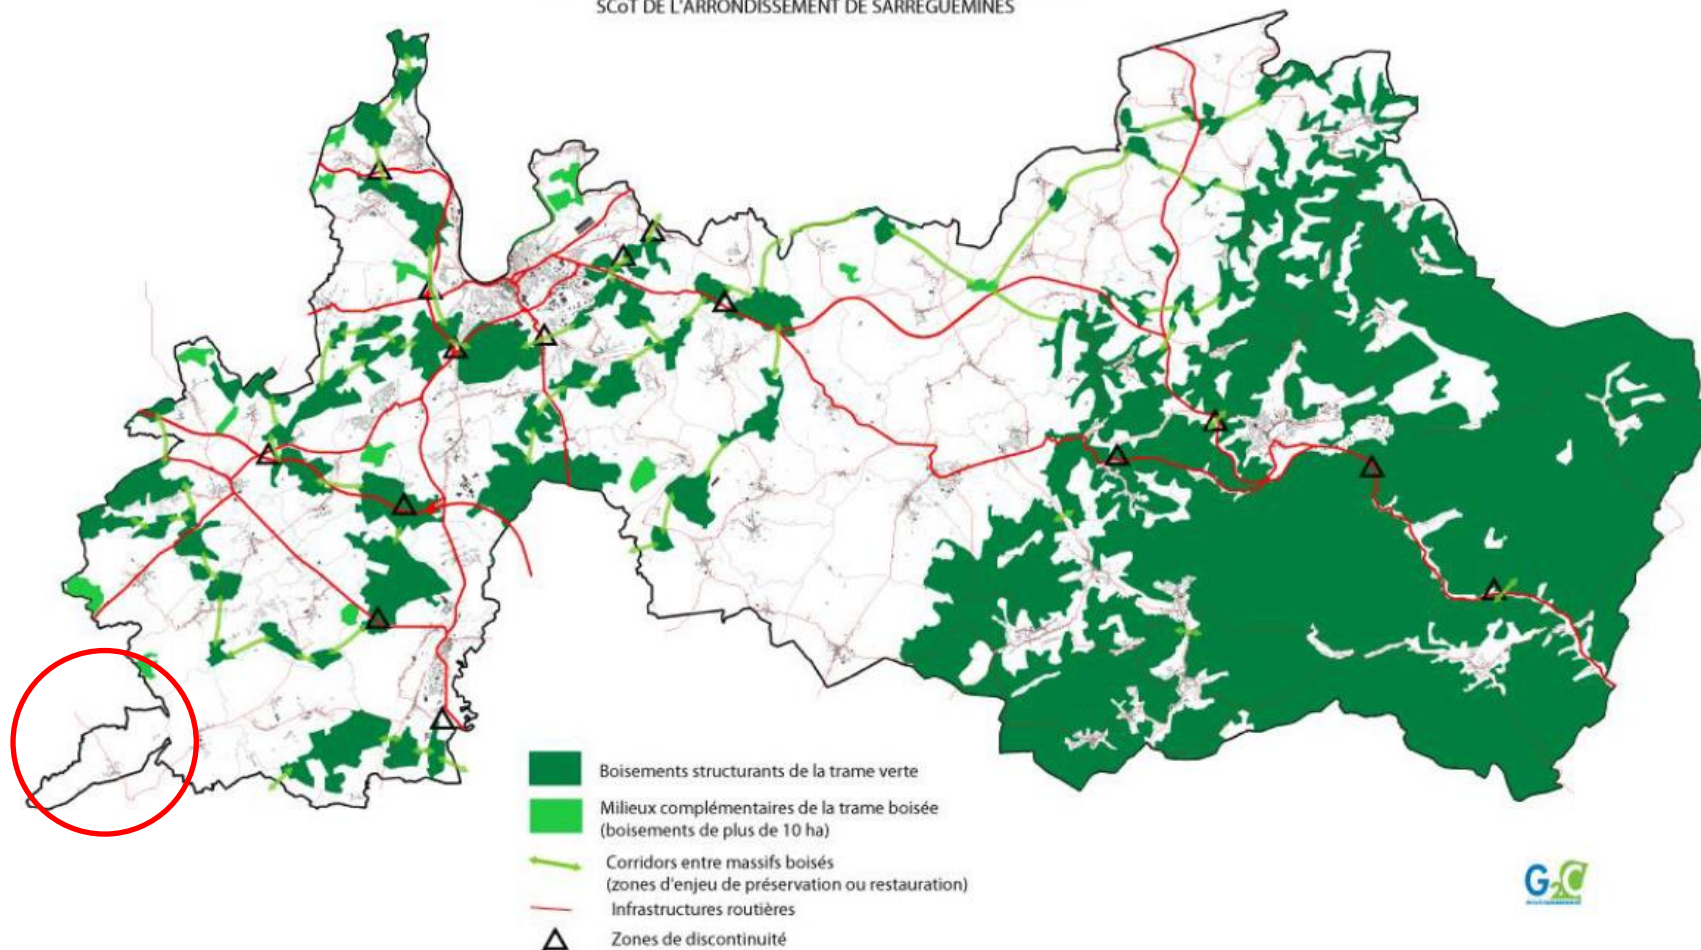 SCoT DE L'ARRONDISSEMENT DE SARREGUEMINES
Boisements structurants de la trame verte
Milieux complémentaires de la trame boisée
(boisements de plus de 10 ha)
Corridors entre massifs boisés
(zones d'enjeu de préservation ou restauration)
Infrastructures routières
Zones de discontinuité
G2C